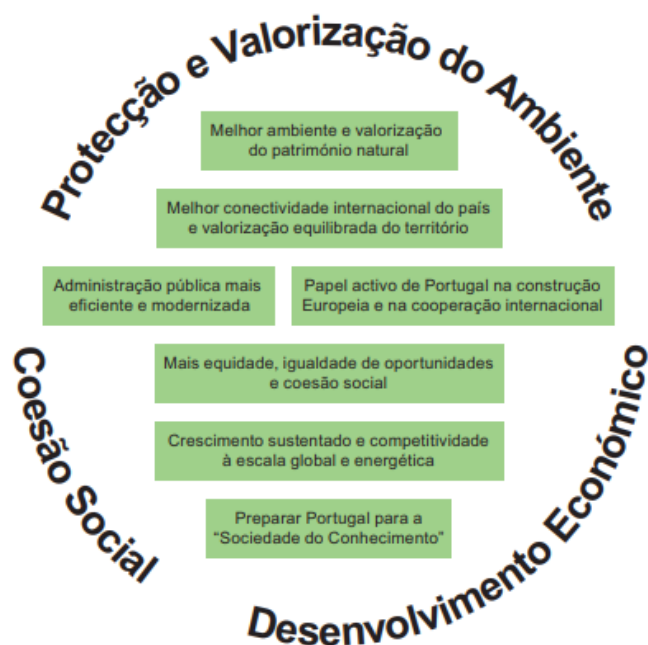 Protecção e Valorização do Ambiente
Melhor ambiente e valorização
do património natural
Melhor conectividade internacional do país
e valorização equilibrada do território
Administração pública mais
eficiente e modernizada
Papel activo de Portugal na construção
Europeia e na cooperação internacional
Mais equidade, igualdade de oportunidades
e coesão social
Crescimento sustentado e competitividade
à escala global e energética
Preparar Portugal para a
“Sociedade do Conhecimento”
Coesão Social
Desenvolvimento Económico